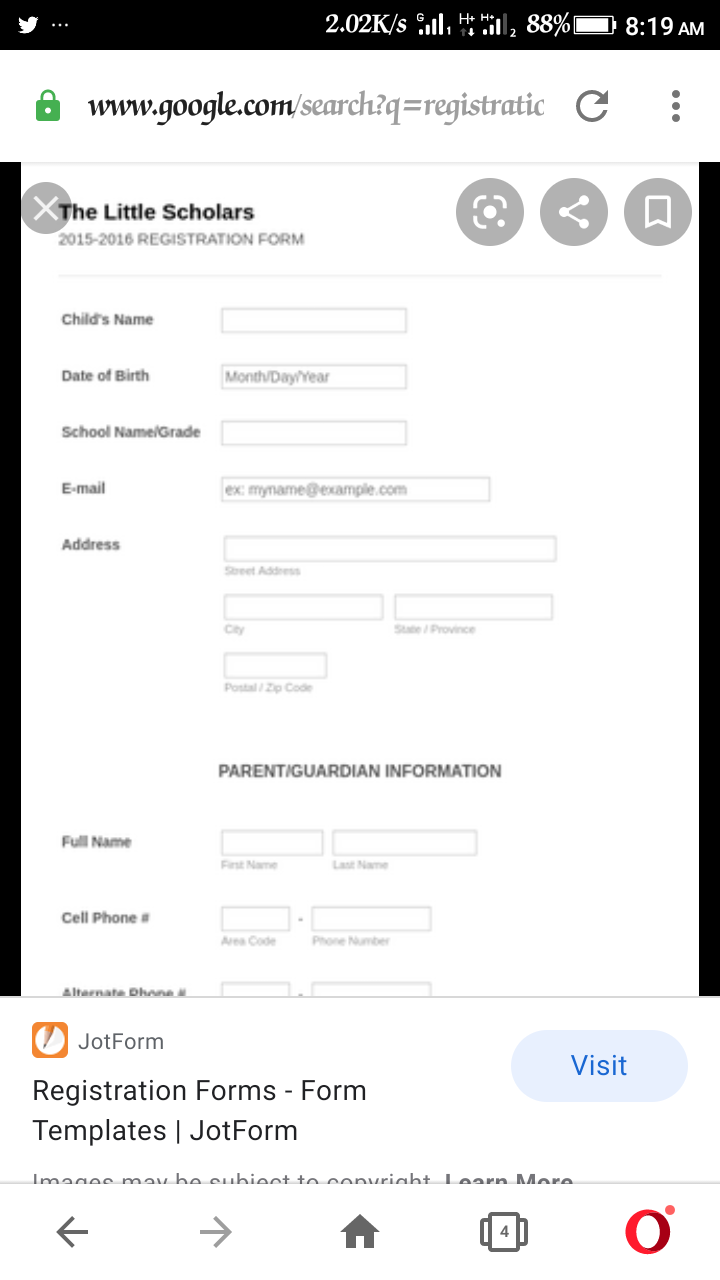 2.02K/s G 1 H+ H+ 2 88% 8:19 AM
www.google.com/search?q=registratic
The Little Scholars
2015-2016 REGISTRATION FORM
Child's Name
Date of Birth Month/Day/Year
School Name/Grade
E-mail ex: myname@example.com
Address
Street Address
City State / Province
Postal / Zip Code
PARENT/GUARDIAN INFORMATION
Full Name
First Name Last Name
Cell Phone # -
Area Code Phone Number
Alternate Phone # -
JotForm
Visit
Registration Forms - Form
Templates | JotForm
Images may be subject to copyright. Learn More
4